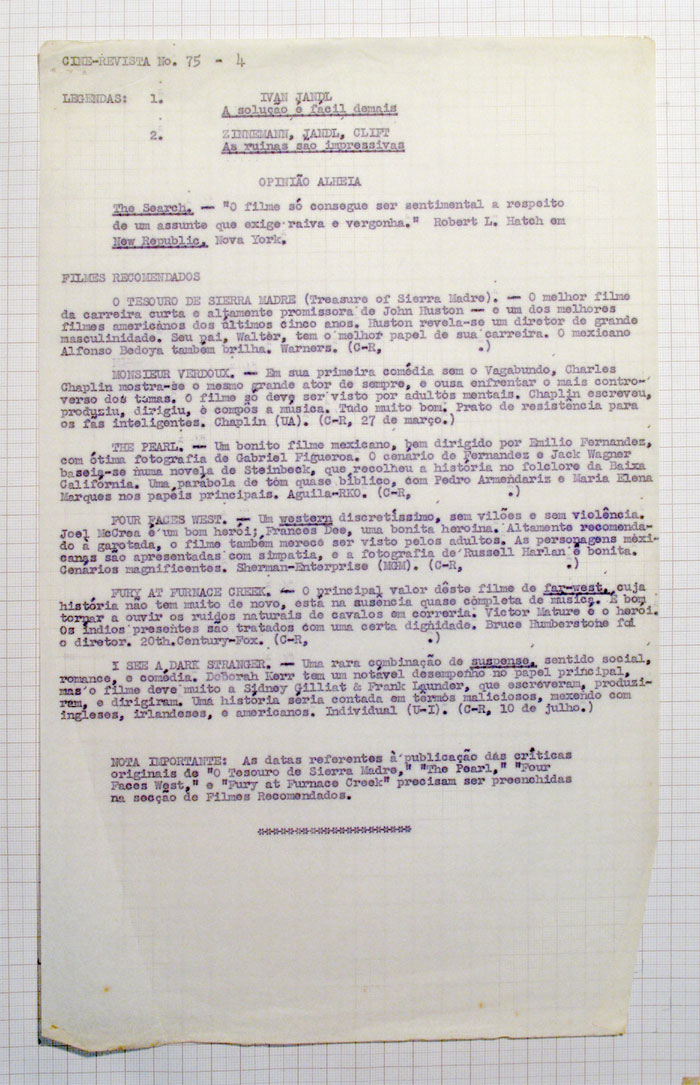 CINE-REVISTA No. 75 - 4
LEGENDAS: 1. IVAN JANDL
A solução é fácil demais
2. ZINNEMANN, JANDL, CLIFT
As ruinas são impressivas
OPINIÃO ALHEIA
The Search. — "O filme só consegue ser sentimental a respeito
de um assunte que exige raiva e vergonha." Robert L. Hatch em
New Republic, Nova York.
FILMES RECOMENDADOS
O TESOURO DE SIERRA MADRE (Treasure of Sierra Madre). — O melhor filme
da carreira curta e altamente promissora de John Huston — e um dos melhores
filmes americanos dos últimos cinco anos. Huston revela-se um diretor de grande
masculinidade. Seu pai, Walter, tem o melhor papel de sua carreira. O mexicano
Alfonso Bedoya também brilha. Warners. (C-R, .)
MONSIEUR VERDOUX. — Em sua primeira comédia sem o Vagabundo, Charles
Chaplin mostra-se o mesmo grande ator de sempre, e ousa enfrentar o mais contro-
verso dos temas. O filme só deve ser visto por adultos mentais. Chaplin escreveu,
produziu, dirigiu, e compôs a música. Tudo muito bom. Prato de resistência para
os fãs inteligentes. Chaplin (UA). (C-R, 27 de março.)
THE PEARL. — Um bonito filme mexicano, bem dirigido por Emilio Fernandez,
com ótima fotografia de Gabriel Figueroa. O cenário de Fernandez e Jack Wagner
baseia-se numa novela de Steinbeck, que recolheu a história no folclore da Baixa
Califórnia. Uma parábola de tom quase bíblico, com Pedro Armendariz e Maria Elena
Marques nos papéis principais. Aguila-RKO. (C-R, .)
FOUR FACES WEST. — Um western discretíssimo, sem vilões e sem violência.
Joel McCrea é um bom herói; Frances Dee, uma bonita heroina. Altamente recomenda-
do à garotada, o filme também merece ser visto pelos adultos. As personagens mexi-
canas são apresentadas com simpatia, e a fotografia de Russell Harlan é bonita.
Cenários magnificentes. Sherman-Enterprise (MGM). (C-R, .)
FURY AT FURNACE CREEK. — O principal valor dêste filme de far-west, cuja
história não tem muito de novo, está na ausência quase completa de música. É bom
tornar a ouvir os ruidos naturais de cavalos em correria. Victor Mature é o herói.
Os índios presentes são tratados com uma certa dignidade. Bruce Humberstone foi
o diretor. 20th.Century-Fox. (C-R, .)
I SEE A DARK STRANGER. — Uma rara combinação de suspense, sentido social,
romance, e comédia. Deborah Kerr tem um notável desempenho no papel principal,
mas o filme deve muito a Sidney Gilliat & Frank Launder, que escreveram, produzi-
ram, e dirigiram. Uma história séria contada em têrmos maliciosos, mexendo com
ingleses, irlandeses, e americanos. Individual (U-I). (C-R, 10 de julho.)
NOTA IMPORTANTE: As datas referentes à publicação das críticas
originais de "O Tesouro de Sierra Madre," "The Pearl," "Four
Faces West," e "Fury at Furnace Creek" precisam ser preenchidas
na secção de Filmes Recomendados.